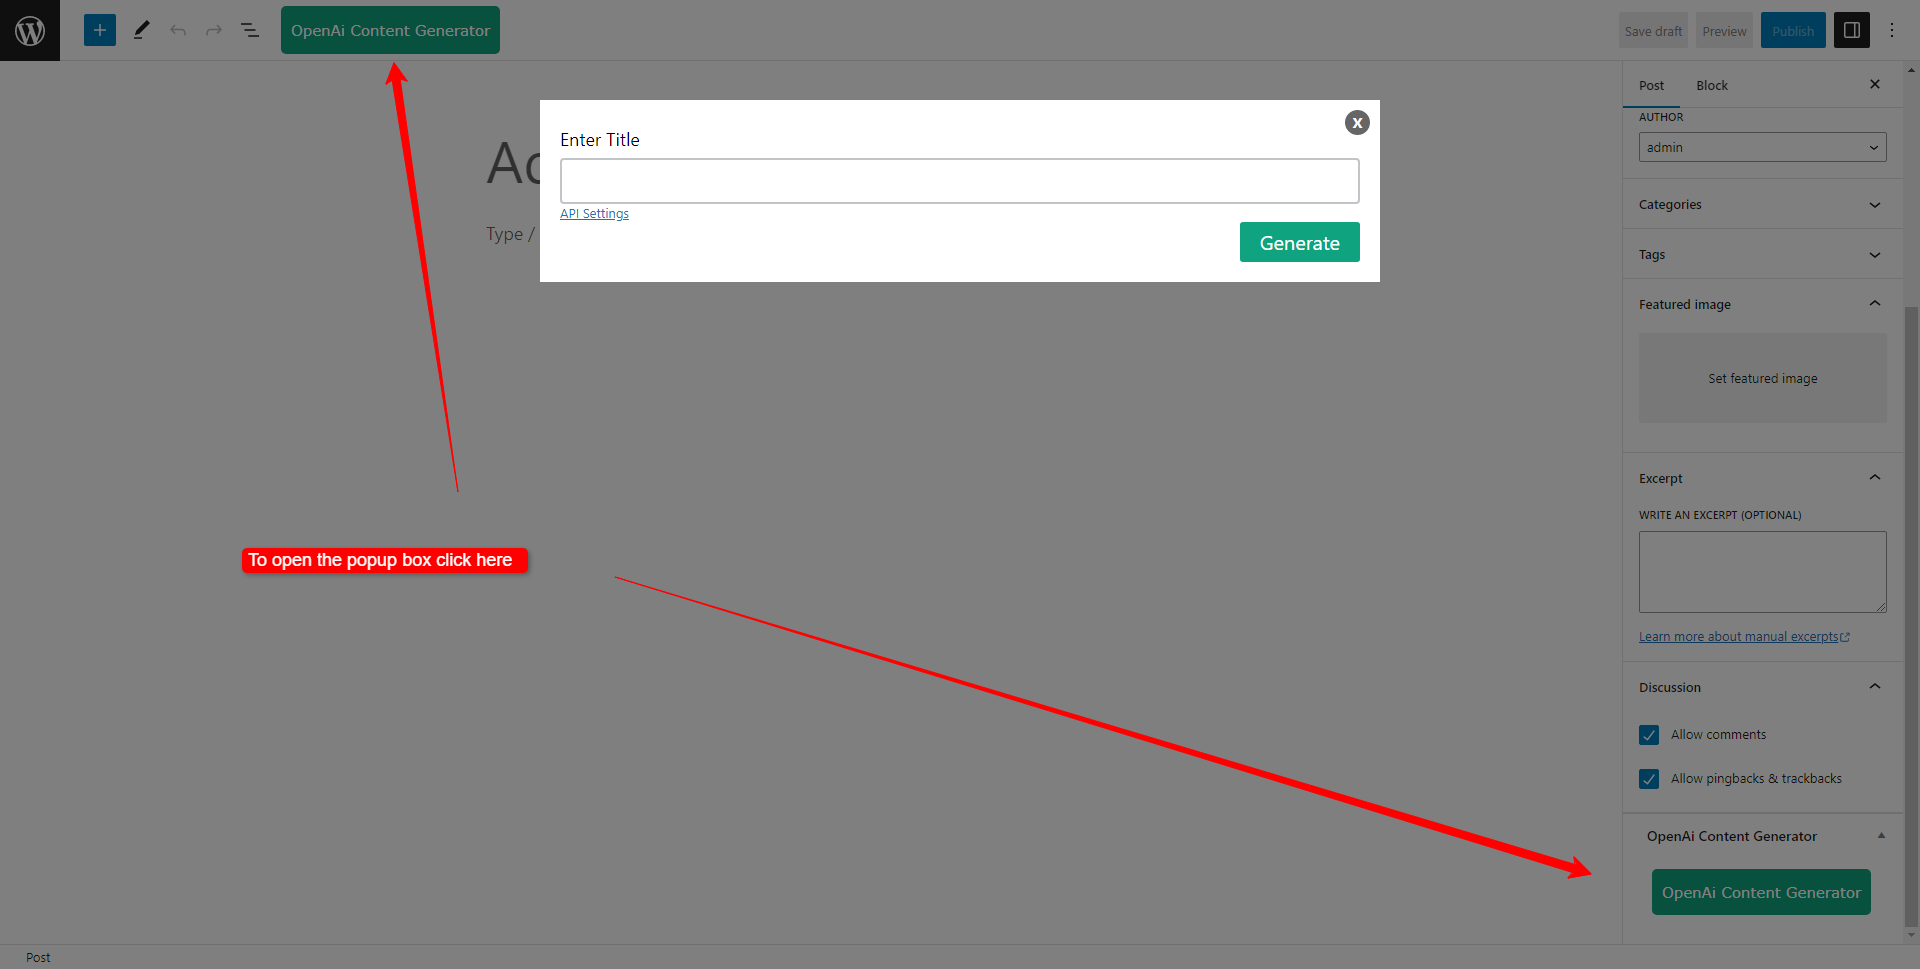 OpenAi Content Generator
Save draft
Preview
Publish
Post
Block
AUTHOR
admin
Enter Title
x
API Settings
Generate
Ad
Type /
Categories
Tags
Featured image
Set featured image
Excerpt
WRITE AN EXCERPT (OPTIONAL)
Learn more about manual excerpts
To open the popup box click here
Discussion
Allow comments
Allow pingbacks & trackbacks
OpenAi Content Generator
OpenAi Content Generator
Post